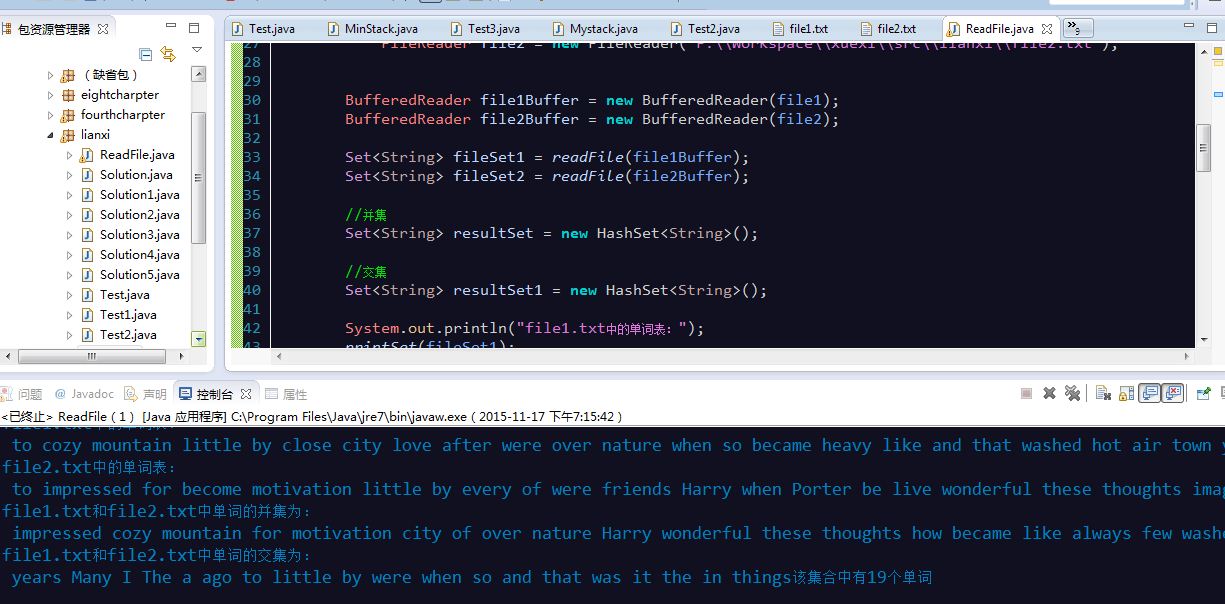 包资源管理器
Test.java MinStack.java Test3.java Mystack.java Test2.java file1.txt file2.txt ReadFile.java »9
(缺省包)
eightcharpter
fourthcharpter
lianxi
ReadFile.java
Solution.java
Solution1.java
Solution2.java
Solution3.java
Solution4.java
Solution5.java
Test.java
Test1.java
Test2.java
27 FileReader file2 = new FileReader("F:\\Workspace\\xuexi\\src\\lianxi\\file2.txt");
28
29
30 BufferedReader file1Buffer = new BufferedReader(file1);
31 BufferedReader file2Buffer = new BufferedReader(file2);
32
33 Set<String> fileSet1 = readFile(file1Buffer);
34 Set<String> fileSet2 = readFile(file2Buffer);
35
36 //并集
37 Set<String> resultSet = new HashSet<String>();
38
39 //交集
40 Set<String> resultSet1 = new HashSet<String>();
41
42 System.out.println("file1.txt中的单词表：");
43 printSet(fileSet1);
问题 @ Javadoc 声明 控制台 属性
<已终止> ReadFile (1) [Java 应用程序] C:\Program Files\Java\jre7\bin\javaw.exe ( 2015-11-17 下午7:15:42 )
file1.txt中的单词表：
to cozy mountain little by close city love after were over nature when so became heavy like and that washed hot air town
file2.txt中的单词表：
to impressed for become motivation little by every of were friends Harry when Porter be live wonderful these thoughts
file1.txt和file2.txt中单词的并集为：
impressed cozy mountain for motivation city of over nature Harry wonderful these thoughts how became like always few
file1.txt和file2.txt中单词的交集为：
years Many I The a ago to little by were when so and that was it the in things该集合中有19个单词